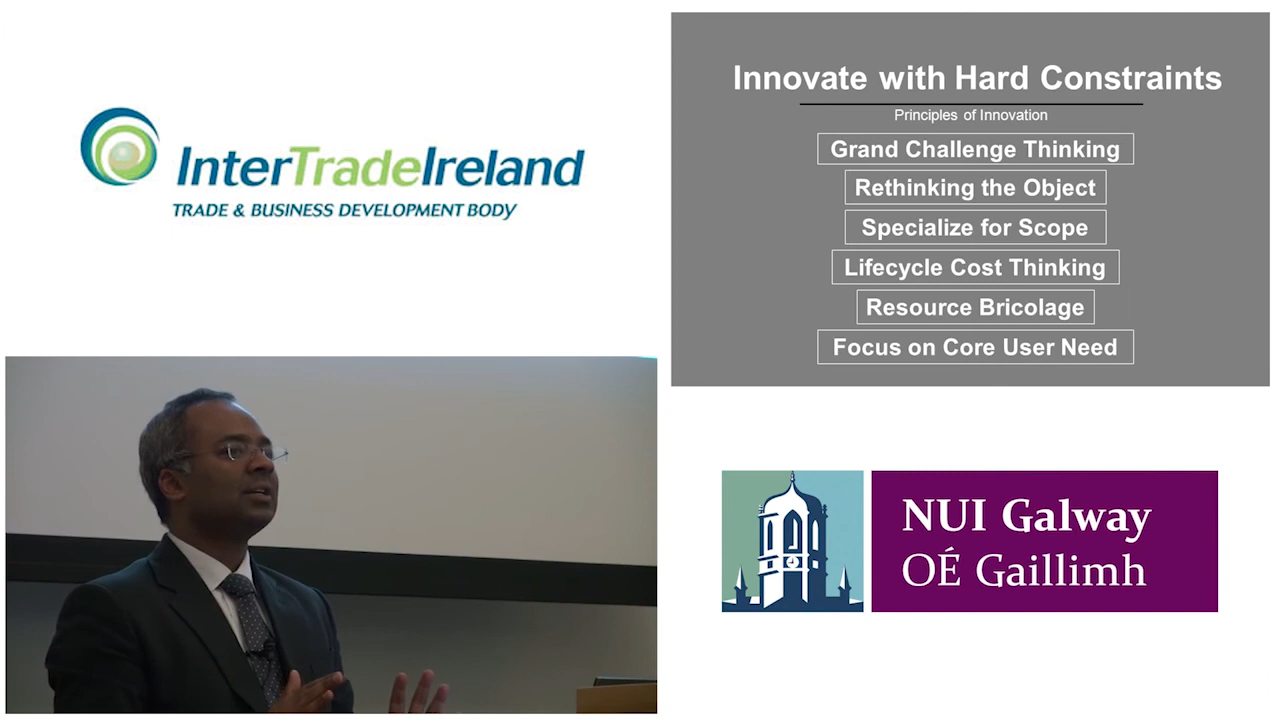 InterTradeIreland
TRADE & BUSINESS DEVELOPMENT BODY
Innovate with Hard Constraints
Principles of Innovation
Grand Challenge Thinking
Rethinking the Object
Specialize for Scope
Lifecycle Cost Thinking
Resource Bricolage
Focus on Core User Need
NUI Galway
OÉ Gaillimh